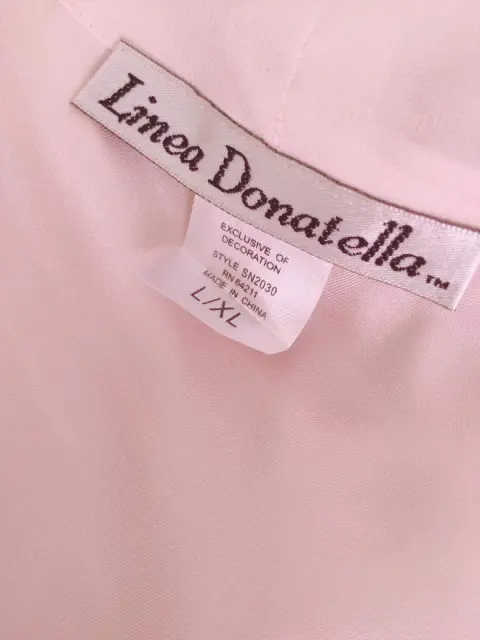 Linea Donatella™
EXCLUSIVE OF
DECORATION
STYLE SN2030
RN 64211
MADE IN CHINA
L/XL